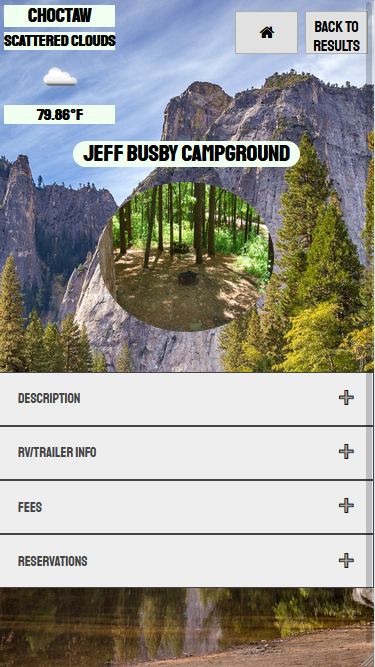 CHOCTAW
SCATTERED CLOUDS
79.86°F
BACK TO
RESULTS
JEFF BUSBY CAMPGROUND
DESCRIPTION
RV/TRAILER INFO
FEES
RESERVATIONS